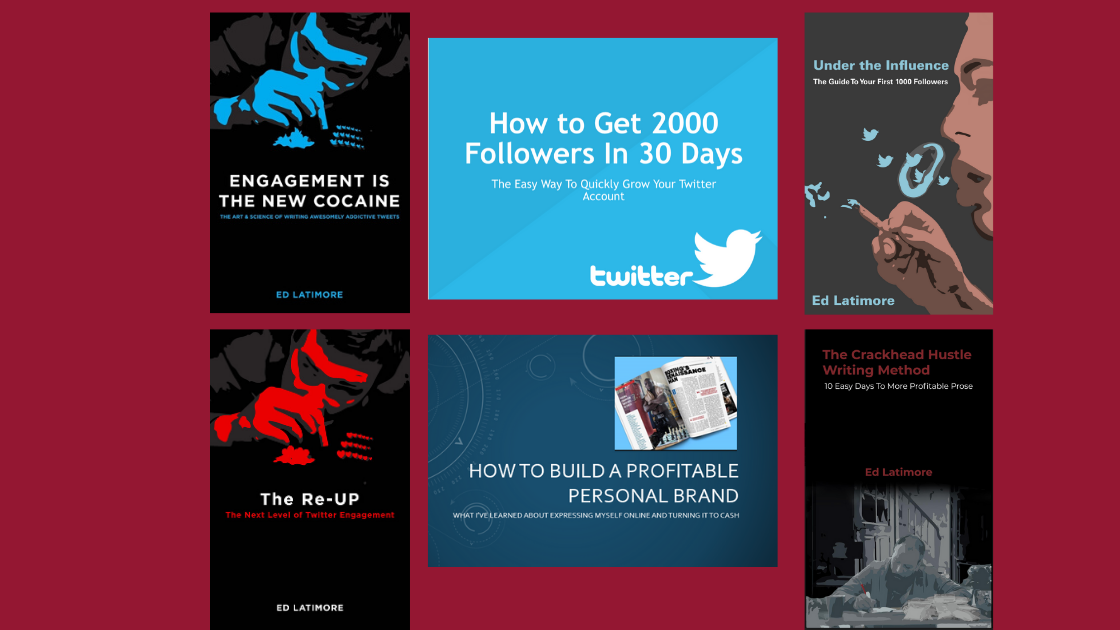 ENGAGEMENT IS
THE NEW COCAINE
THE ART & SCIENCE OF WRITING AWESOMELY ADDICTIVE TWEETS
ED LATIMORE
How to Get 2000
Followers In 30 Days
The Easy Way To Quickly Grow Your Twitter
Account
twitter
Under the Influence
The Guide To Your First 1000 Followers
Ed Latimore
The Re-UP
The Next Level of Twitter Engagement
ED LATIMORE
HOW TO BUILD A PROFITABLE
PERSONAL BRAND
WHAT I'VE LEARNED ABOUT EXPRESSING MYSELF ONLINE AND TURNING IT TO CASH
The Crackhead Hustle
Writing Method
10 Easy Days To More Profitable Prose
Ed Latimore